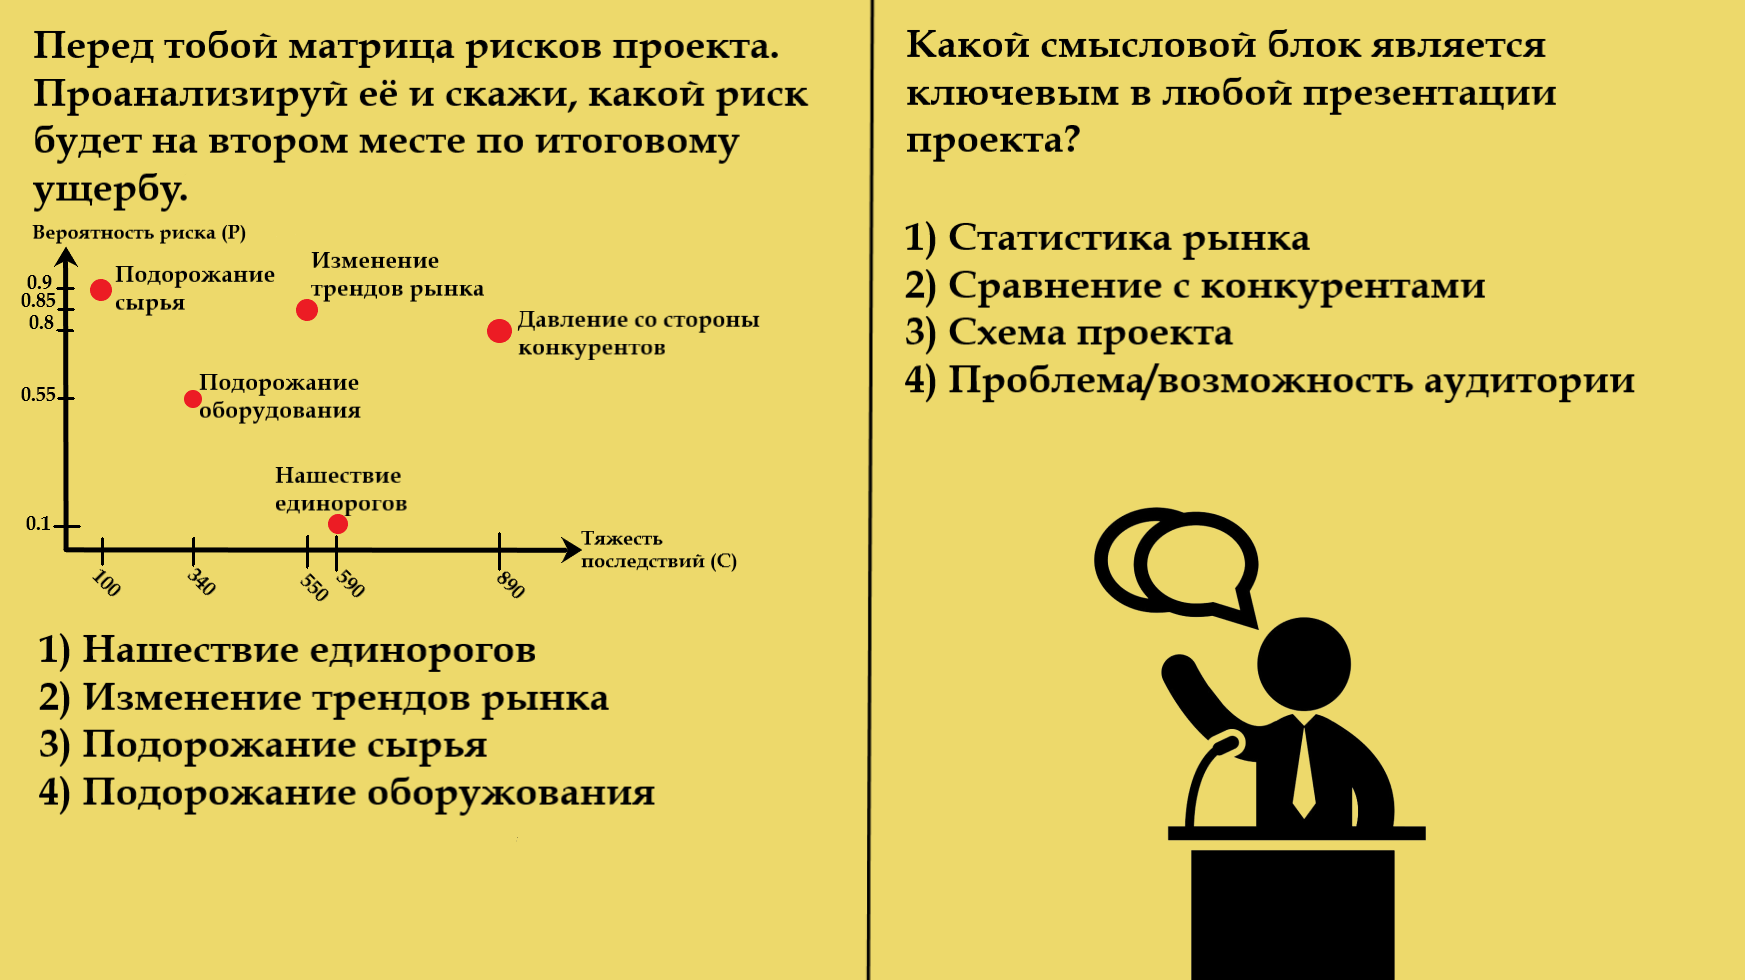 Перед тобой матрица рисков проекта.
Проанализируй её и скажи, какой риск
будет на втором месте по итоговому
ущербу.
Вероятность риска (P)
0.9
0.85
0.8
0.55
0.1
Подорожание
сырья
Изменение
трендов рынка
Давление со стороны
конкурентов
Подорожание
оборудования
Нашествие
единорогов
Тяжесть
последствий (C)
100
340
550
590
890
1) Нашествие единорогов
2) Изменение трендов рынка
3) Подорожание сырья
4) Подорожание оборужования
Какой смысловой блок является
ключевым в любой презентации
проекта?
1) Статистика рынка
2) Сравнение с конкурентами
3) Схема проекта
4) Проблема/возможность аудитории